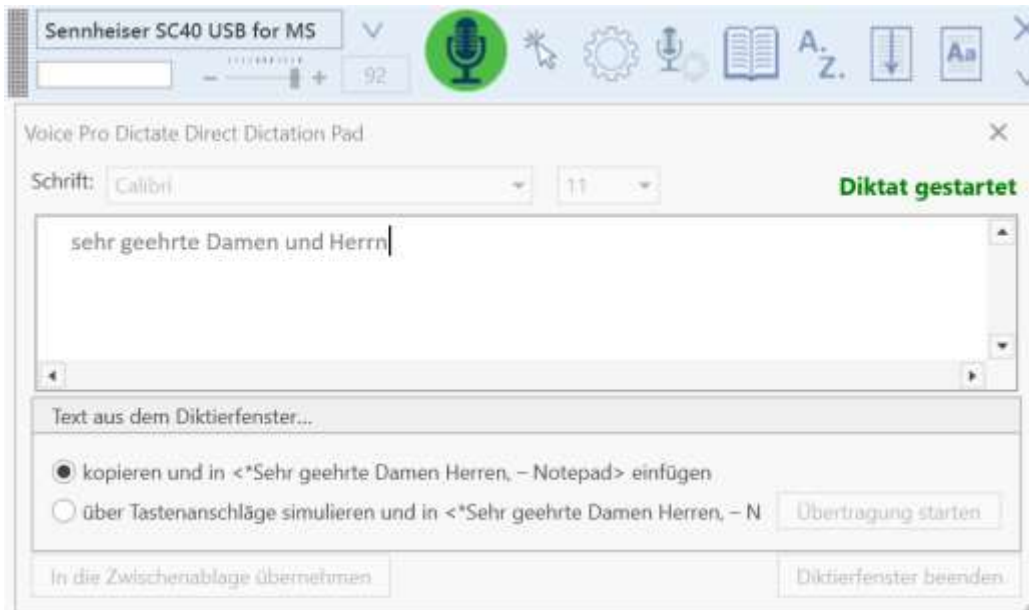 Sennheiser SC40 USB for MS
- + 92
A.
Z.
Aa
Voice Pro Dictate Direct Dictation Pad
Schrift: Calibri 11 Diktat gestartet
sehr geehrte Damen und Herrn
Text aus dem Diktierfenster...
kopieren und in <*Sehr geehrte Damen Herren, – Notepad> einfügen
über Tastenanschläge simulieren und in <*Sehr geehrte Damen Herren, – N Übertragung starten
In die Zwischenablage übernehmen Diktierfenster beenden